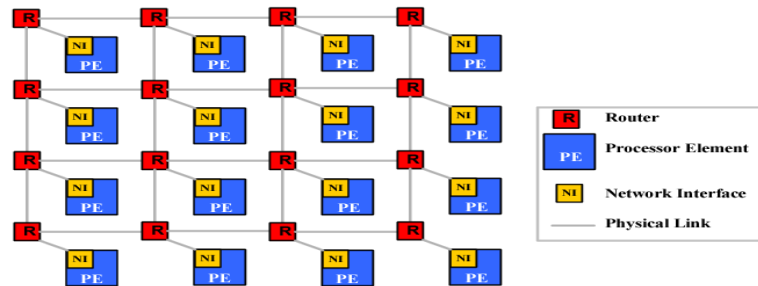 R R R R
NI NI NI NI
PE PE PE PE
R R R R
NI NI NI NI
PE PE PE PE
R R R R
NI NI NI NI
PE PE PE PE
R R R R
NI NI NI NI
PE PE PE PE
R Router
PE Processor Element
NI Network Interface
Physical Link